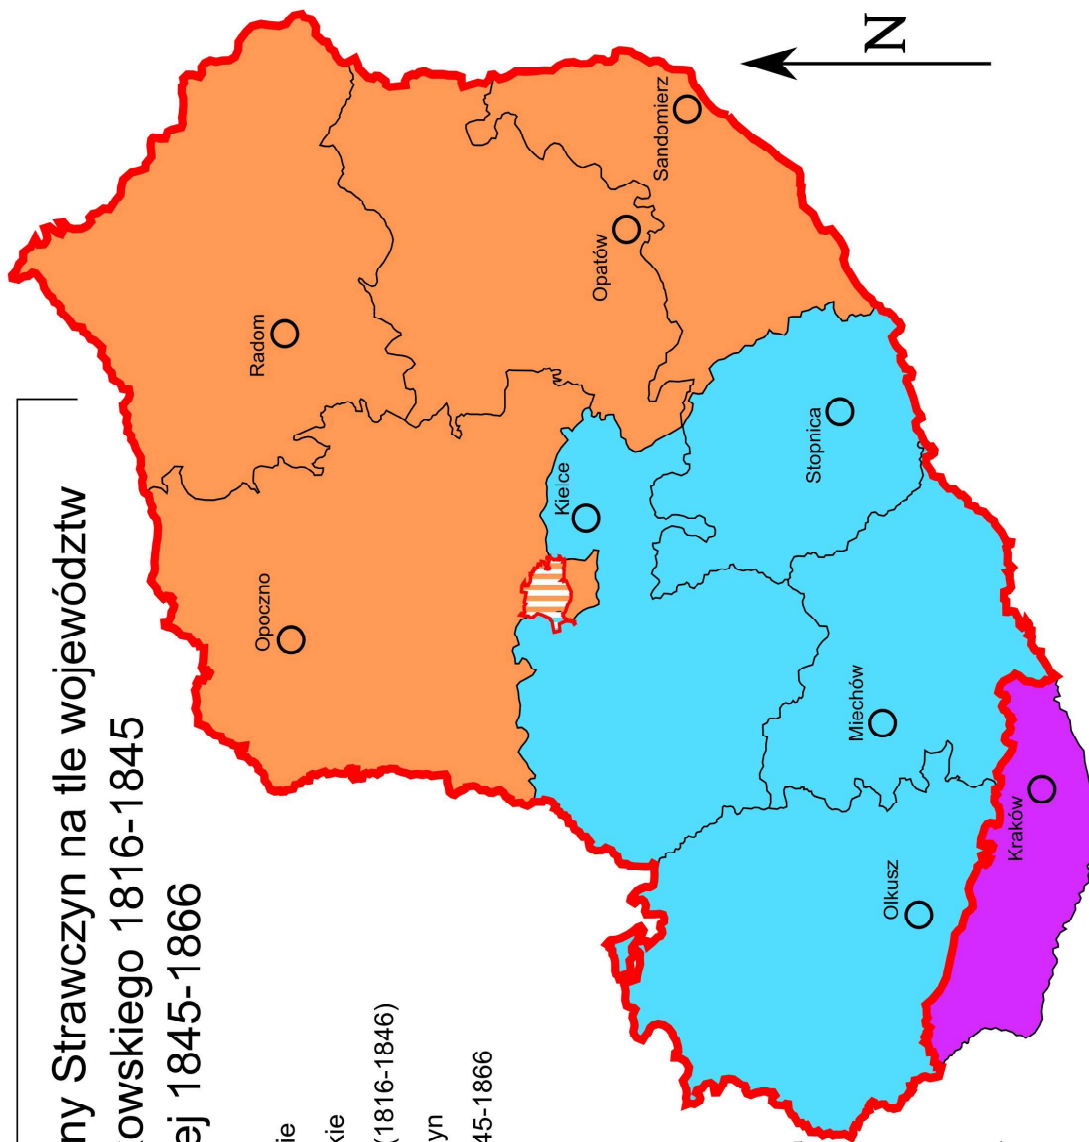 ny Strawczyn na tle województw
owskiego 1816-1845
ej 1845-1866
ie
kie
(1816-1846)
yn
45-1866
Radom
Opoczno
Sandomierz
Opatów
Kielce
Stopnica
Miechów
Olkusz
Kraków
N